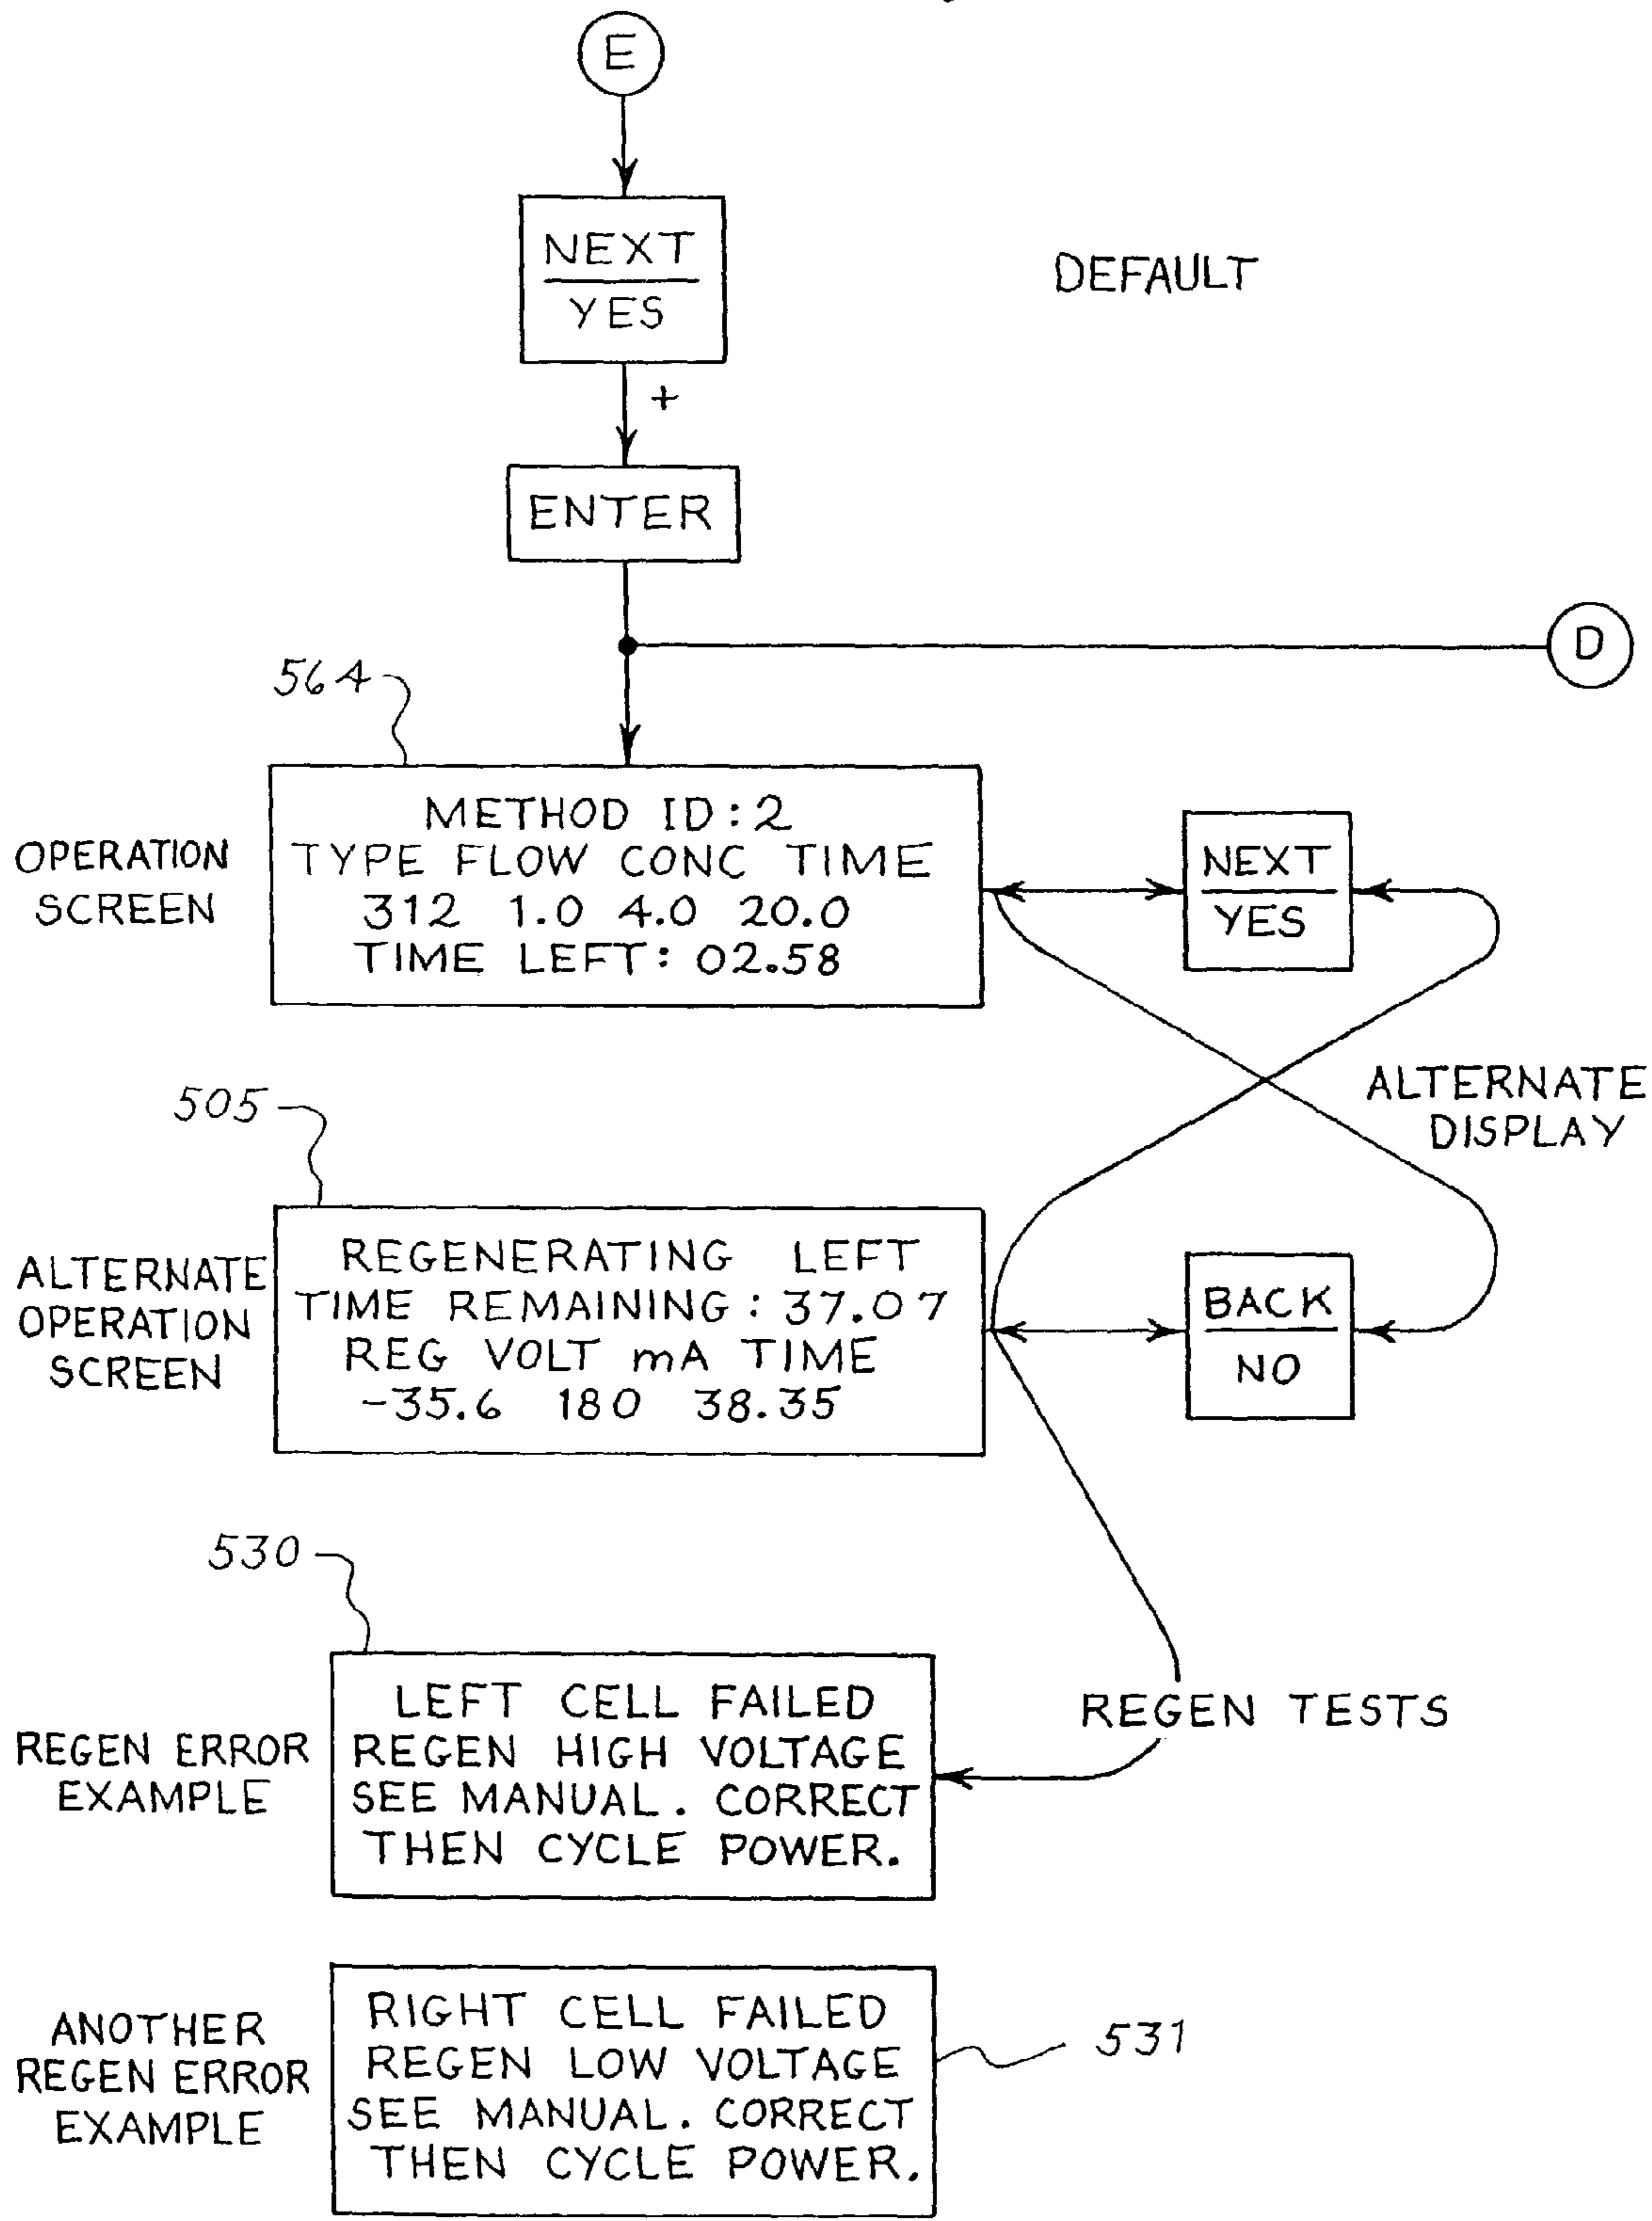 E
NEXT
YES
DEFAULT
+
ENTER
D
564
OPERATION
SCREEN
METHOD ID:2
TYPE FLOW CONC TIME
312 1.0 4.0 20.0
TIME LEFT: 02.58
NEXT
YES
ALTERNATE
DISPLAY
505
ALTERNATE
OPERATION
SCREEN
REGENERATING LEFT
TIME REMAINING: 37.07
REG VOLT mA TIME
-35.6 180 38.35
BACK
NO
530
REGEN ERROR
EXAMPLE
LEFT CELL FAILED
REGEN HIGH VOLTAGE
SEE MANUAL. CORRECT
THEN CYCLE POWER.
REGEN TESTS
ANOTHER
REGEN ERROR
EXAMPLE
RIGHT CELL FAILED
REGEN LOW VOLTAGE
SEE MANUAL. CORRECT
THEN CYCLE POWER.
531